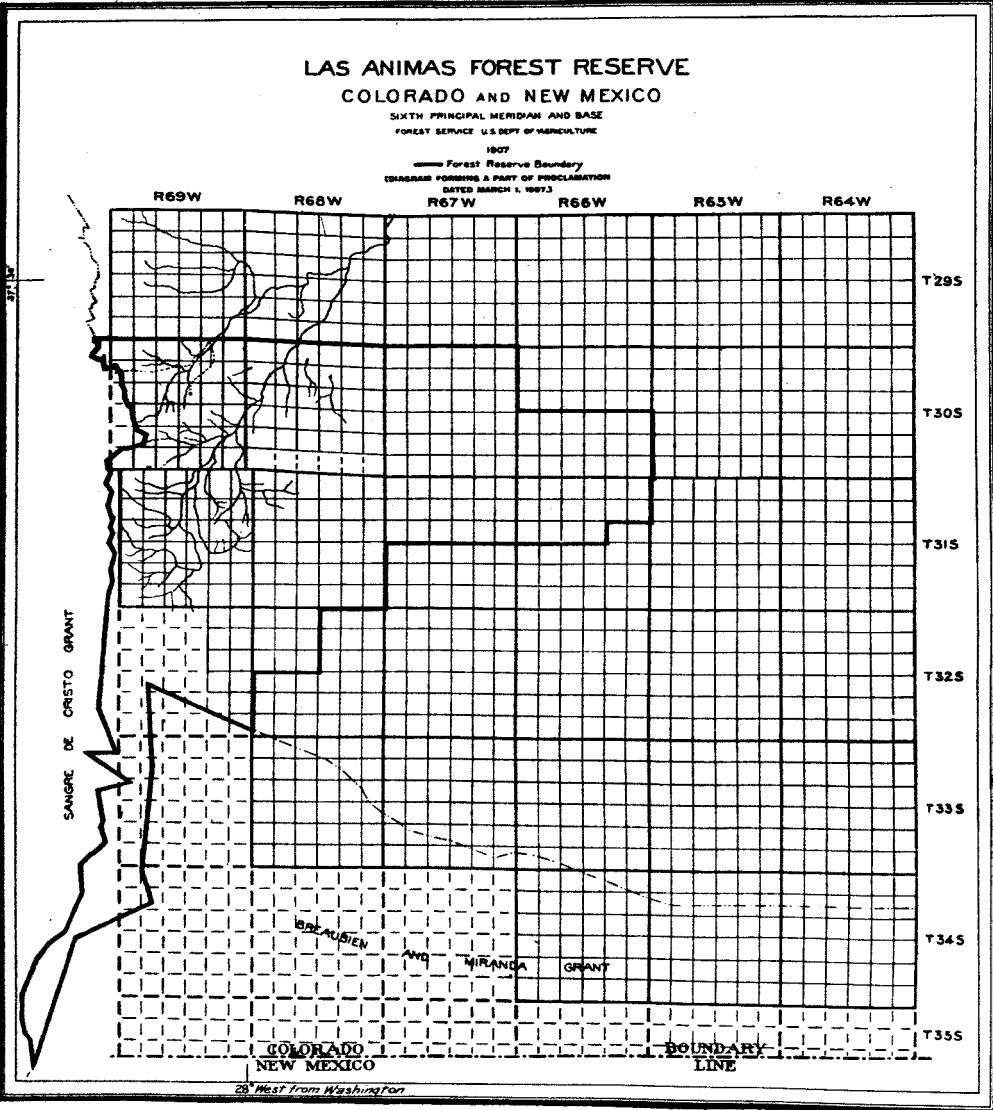 LAS ANIMAS FOREST RESERVE
COLORADO AND NEW MEXICO
SIXTH PRINCIPAL MERIDIAN AND BASE
FOREST SERVICE U.S. DEPT OF AGRICULTURE
1907
Forest Reserve Boundary
[DIAGRAM FORMING A PART OF PROCLAMATION
DATED MARCH 1, 1907.]
R69W R68W R67W R66W R65W R64W
T29S
T30S
T31S
T32S
T33S
T34S
T35S
SANGRE DE CRISTO GRANT
BREAUBIEN AND MIRANDA GRANT
COLORADO BOUNDARY
NEW MEXICO LINE
28° West from Washington